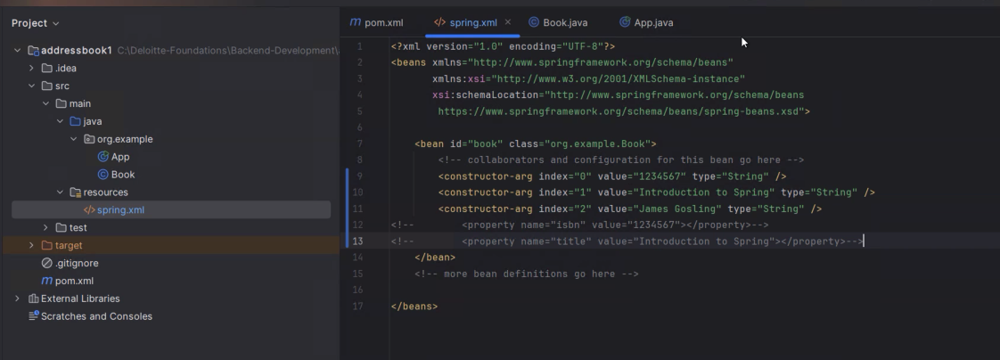 Project
addressbook1 C:\Deloitte-Foundations\Backend-Development\
.idea
src
main
java
org.example
App
Book
resources
spring.xml
test
target
.gitignore
pom.xml
External Libraries
Scratches and Consoles
pom.xml spring.xml Book.java App.java
1 <?xml version="1.0" encoding="UTF-8"?>
2 <beans xmlns="http://www.springframework.org/schema/beans"
3 xmlns:xsi="http://www.w3.org/2001/XMLSchema-instance"
4 xsi:schemaLocation="http://www.springframework.org/schema/beans
5 https://www.springframework.org/schema/beans/spring-beans.xsd">
6
7 <bean id="book" class="org.example.Book">
8 <!-- collaborators and configuration for this bean go here -->
9 <constructor-arg index="0" value="1234567" type="String" />
10 <constructor-arg index="1" value="Introduction to Spring" type="String" />
11 <constructor-arg index="2" value="James Gosling" type="String" />
12 <!-- <property name="isbn" value="1234567"></property>-->
13 <!-- <property name="title" value="Introduction to Spring"></property>-->
14 </bean>
15 <!-- more bean definitions go here -->
16
17 </beans>